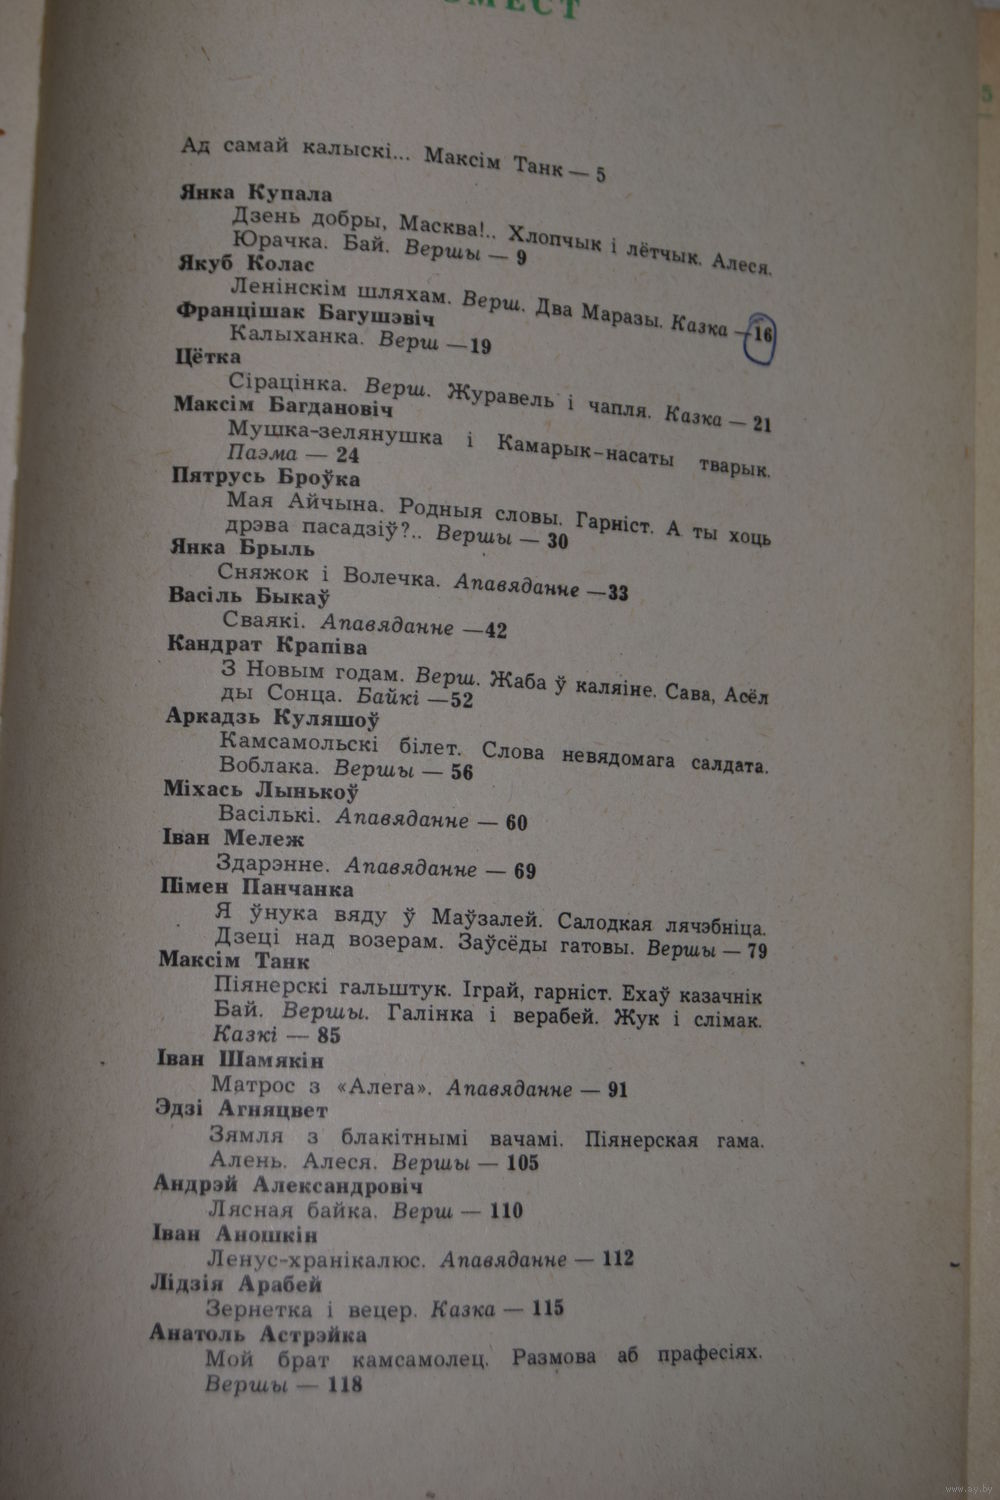 Ад самай калыскі... Максім Танк — 5
Янка Купала
Дзень добры, Масква!.. Хлопчык і лётчык. Алеся.
Юрачка. Бай. Вершы — 9
Якуб Колас
Ленінскім шляхам. Верш. Два Маразы. Казка — 16
Францішак Багушэвіч
Калыханка. Верш — 19
Цётка
Сірацінка. Верш. Журавель і чапля. Казка — 21
Максім Багдановіч
Мушка-зелянушка і Камарык-насаты тварык.
Паэма — 24
Пятрусь Броўка
Мая Айчына. Родныя словы. Гарніст. А ты хоць
дрэва пасадзіў?.. Вершы — 30
Янка Брыль
Сняжок і Волечка. Апавяданне — 33
Васіль Быкаў
Сваякі. Апавяданне — 42
Кандрат Крапіва
З Новым годам. Верш. Жаба ў каляіне. Сава, Асёл
ды Сонца. Байкі — 52
Аркадзь Куляшоў
Камсамольскі білет. Слова невядомага салдата.
Воблака. Вершы — 56
Міхась Лынькоў
Васількі. Апавяданне — 60
Іван Мележ
Здарэнне. Апавяданне — 69
Пімен Панчанка
Я ўнука вяду ў Маўзалей. Салодкая лячэбніца.
Дзеці над возерам. Заўсёды гатовы. Вершы — 79
Максім Танк
Піянерскі гальштук. Іграй, гарніст. Ехаў казачнік
Бай. Вершы. Галінка і верабей. Жук і слімак.
Казкі — 85
Іван Шамякін
Матрос з «Алега». Апавяданне — 91
Эдзі Агняцвет
Зямля з блакітнымі вачамі. Піянерская гама.
Алень. Алеся. Вершы — 105
Андрэй Александровіч
Лясная байка. Верш — 110
Іван Аношкін
Ленус-хранікалюс. Апавяданне — 112
Лідзія Арабей
Зернетка і вецер. Казка — 115
Анатоль Астрэйка
Мой брат камсамолец. Размова аб прафесіях.
Вершы — 118
www.ay.by